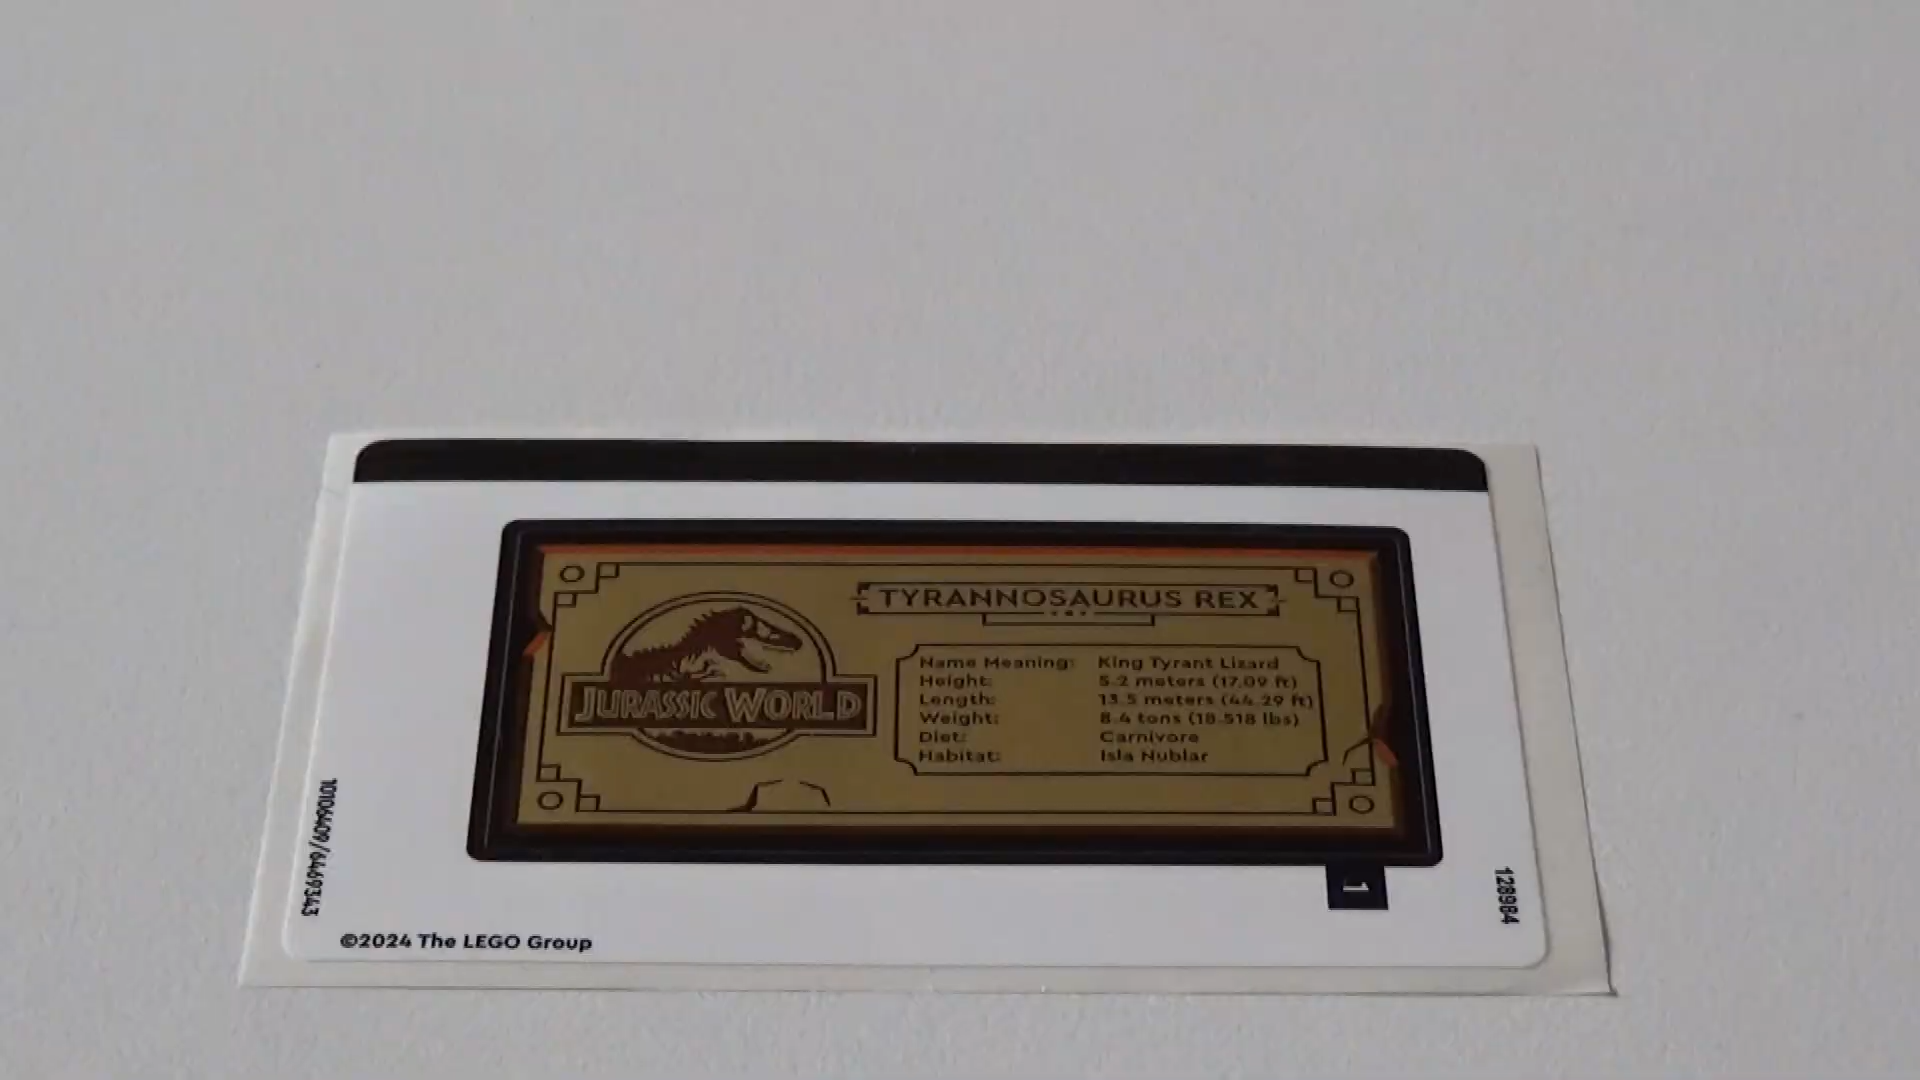 TYRANNOSAURUS REX
JURASSIC WORLD
Name Meaning: King Tyrant Lizard
Height: 5.2 meters (17.09 ft)
Length: 13.5 meters (44.29 ft)
Weight: 8.4 tons (18.518 lbs)
Diet: Carnivore
Habitat: Isla Nublar
1
10106409/6469343
128984
©2024 The LEGO Group